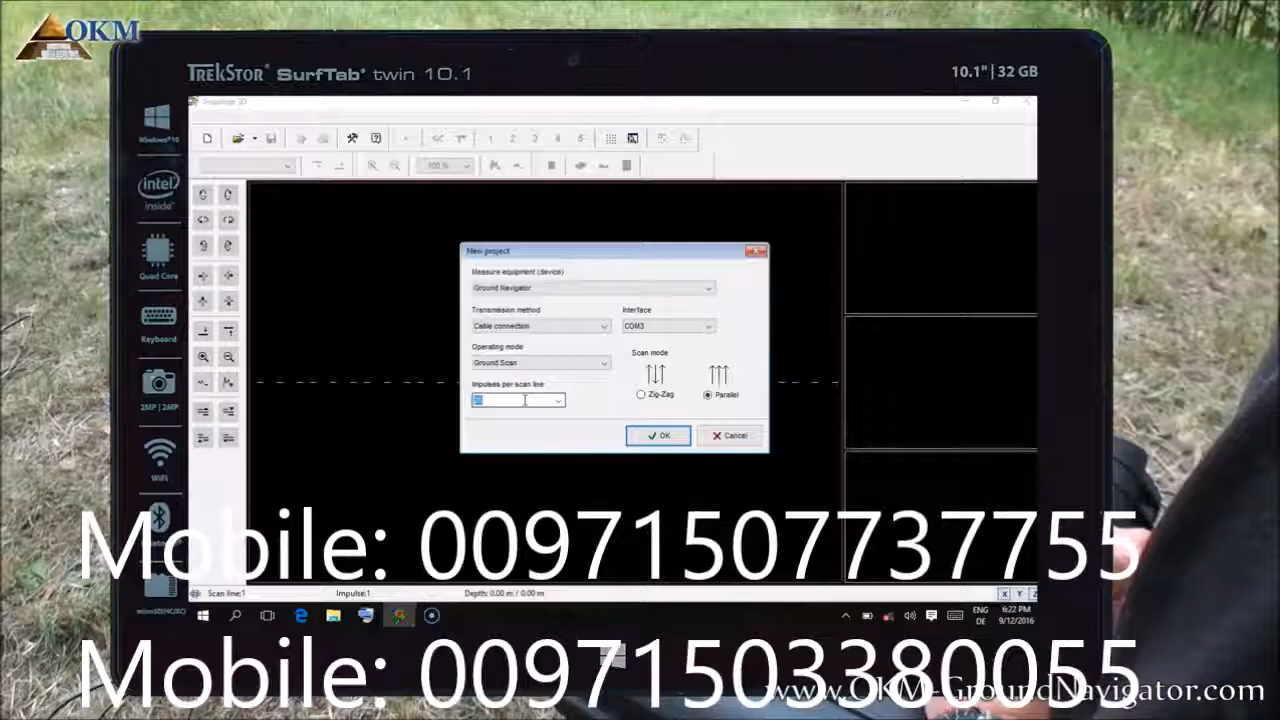 OKM
TREKSTOR® SURFTAB® twin 10.1
10.1" | 32 GB
Windows®10
intel
inside
Quad Core
Keyboard
2MP | 2MP
WiFi
100 %
New project
Measure equipment (device)
Ground Navigator
Transmission method
Interface
Cable connection
COM3
Operating mode
Scan mode
Ground Scan
Impulses per scan line
Zig-Zag
Parallel
OK
Cancel
Mobile: 00971507737755
Scan line:1
Impulse:1
Depth: 0.00 m / 0.00 m
X Y Z
ENG
DE
6:22 PM
9/12/2016
Mobile: 00971503380055
www.OKM-GroundNavigator.com